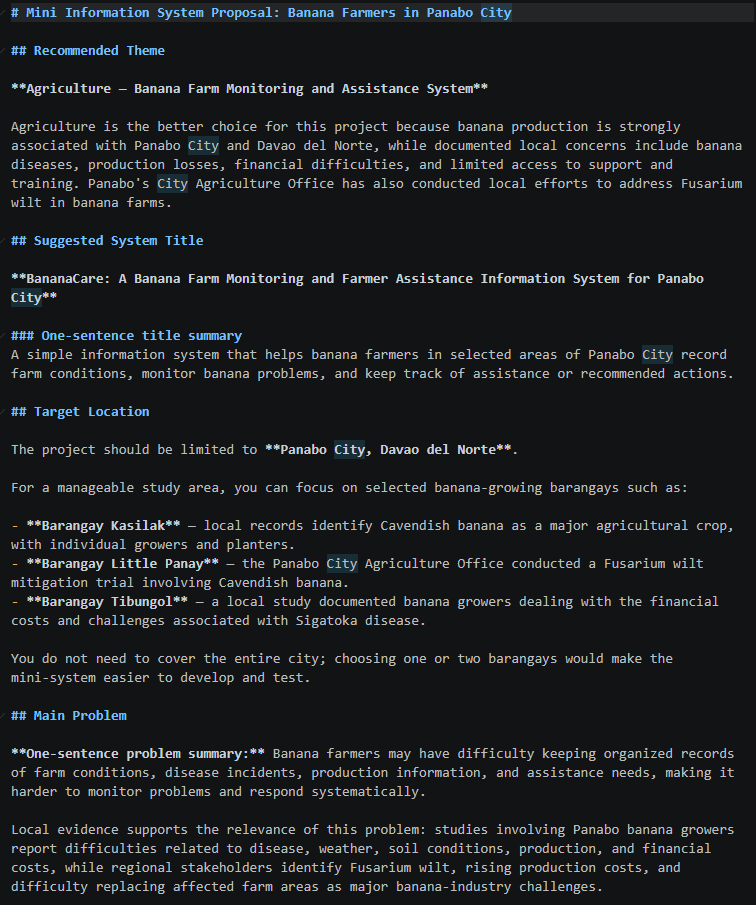 # Mini Information System Proposal: Banana Farmers in Panabo City
## Recommended Theme
**Agriculture — Banana Farm Monitoring and Assistance System**
Agriculture is the better choice for this project because banana production is strongly
associated with Panabo City and Davao del Norte, while documented local concerns include banana
diseases, production losses, financial difficulties, and limited access to support and
training. Panabo's City Agriculture Office has also conducted local efforts to address Fusarium
wilt in banana farms.
## Suggested System Title
**BananaCare: A Banana Farm Monitoring and Farmer Assistance Information System for Panabo
City**
### One-sentence title summary
A simple information system that helps banana farmers in selected areas of Panabo City record
farm conditions, monitor banana problems, and keep track of assistance or recommended actions.
## Target Location
The project should be limited to **Panabo City, Davao del Norte**.
For a manageable study area, you can focus on selected banana-growing barangays such as:
- **Barangay Kasilak** — local records identify Cavendish banana as a major agricultural crop,
with individual growers and planters.
- **Barangay Little Panay** — the Panabo City Agriculture Office conducted a Fusarium wilt
mitigation trial involving Cavendish banana.
- **Barangay Tibungol** — a local study documented banana growers dealing with the financial
costs and challenges associated with Sigatoka disease.
You do not need to cover the entire city; choosing one or two barangays would make the
mini-system easier to develop and test.
## Main Problem
**One-sentence problem summary:** Banana farmers may have difficulty keeping organized records
of farm conditions, disease incidents, production information, and assistance needs, making it
harder to monitor problems and respond systematically.
Local evidence supports the relevance of this problem: studies involving Panabo banana growers
report difficulties related to disease, weather, soil conditions, production, and financial
costs, while regional stakeholders identify Fusarium wilt, rising production costs, and
difficulty replacing affected farm areas as major banana-industry challenges.